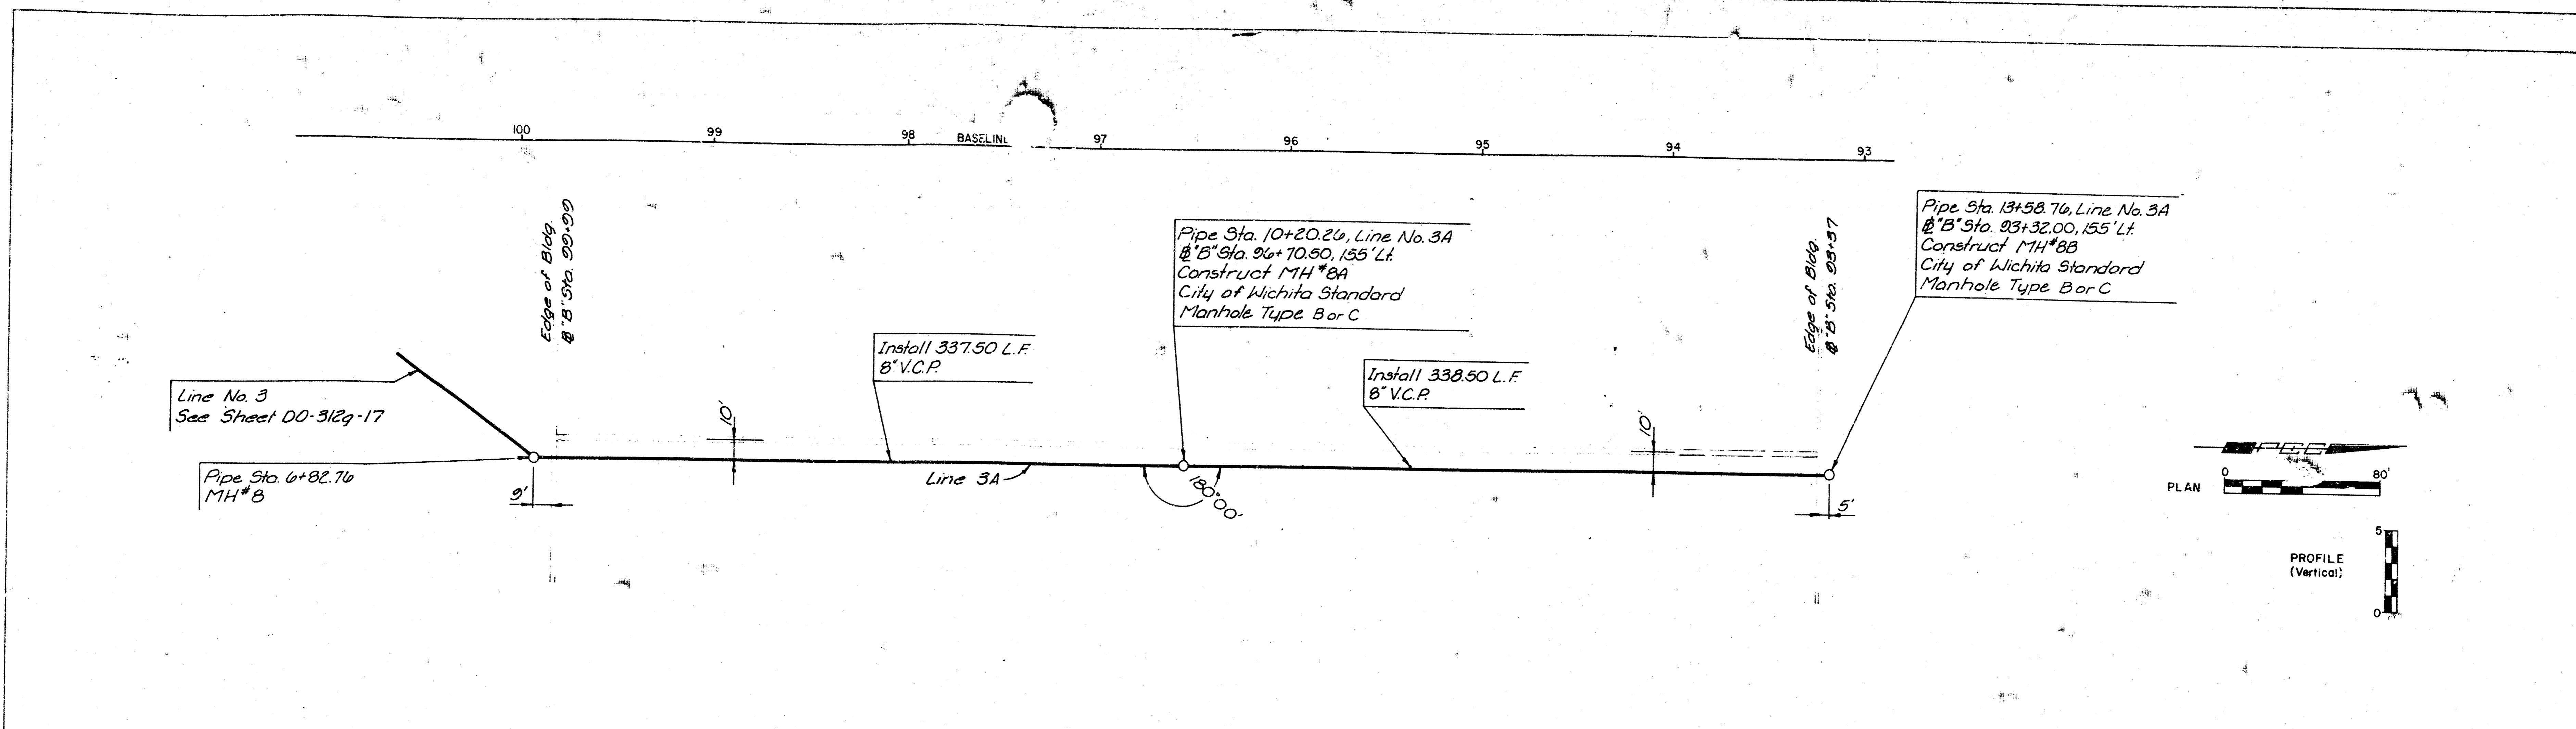 100
99
98
BASELINE
97
96
95
94
93
Edge of Bldg.
℄ "B" Sta. 99+99
Pipe Sta. 10+20.26, Line No. 3A
℄ "B" Sta. 96+70.50, 155' Lt.
Construct MH #8A
City of Wichita Standard
Manhole Type B or C
Edge of Bldg.
℄ "B" Sta. 93+37
Pipe Sta. 13+58.76, Line No. 3A
℄ "B" Sta. 93+32.00, 155' Lt.
Construct MH #8B
City of Wichita Standard
Manhole Type B or C
Install 337.50 L.F.
8" V.C.P.
Install 338.50 L.F.
8" V.C.P.
Line No. 3
See Sheet DO-312g-17
10'
10'
Pipe Sta. 6+82.76
MH #8
9'
Line 3A
180°00'
5'
PLAN
0
80'
PROFILE
(Vertical)
5
0